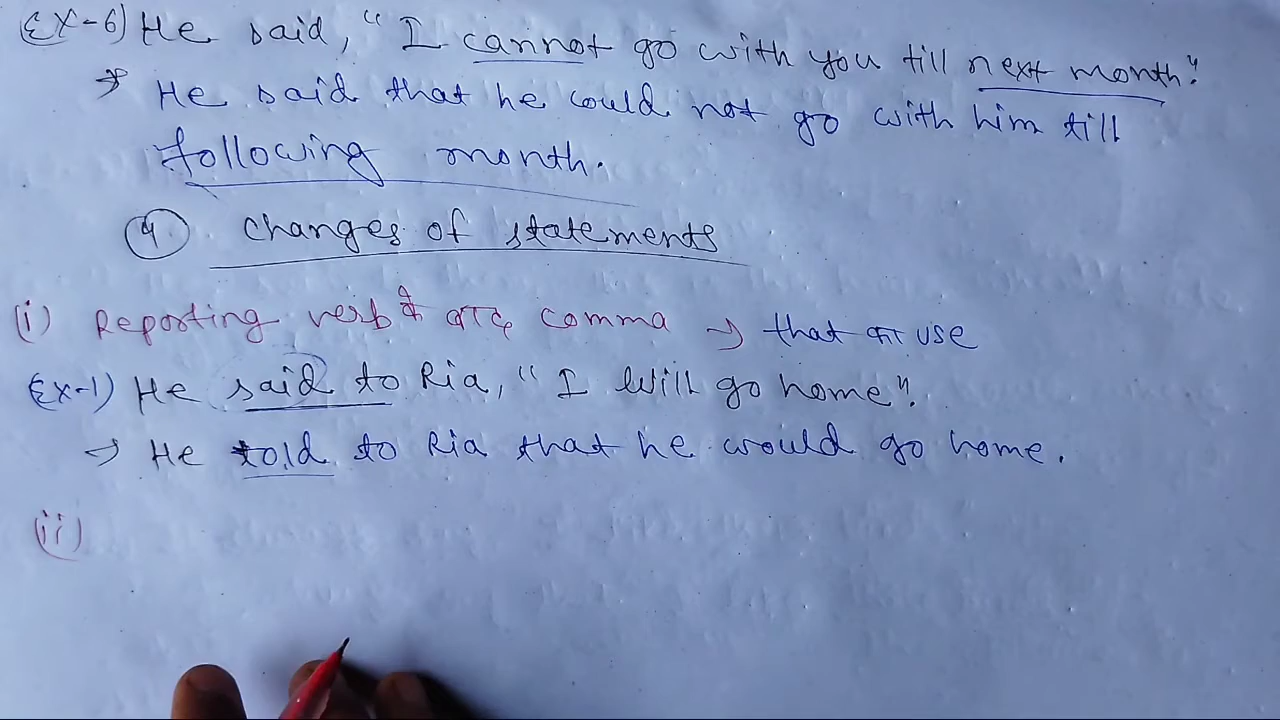 (Ex-6) He said, "I cannot go with you till next month".
→ He said that he could not go with him till
following month.
(4). Changes of statements
(i) Reporting verb के बाद comma → that का use
(Ex-1) He said to Ria, "I will go home".
→ He told to Ria that he would go home.
(ii)